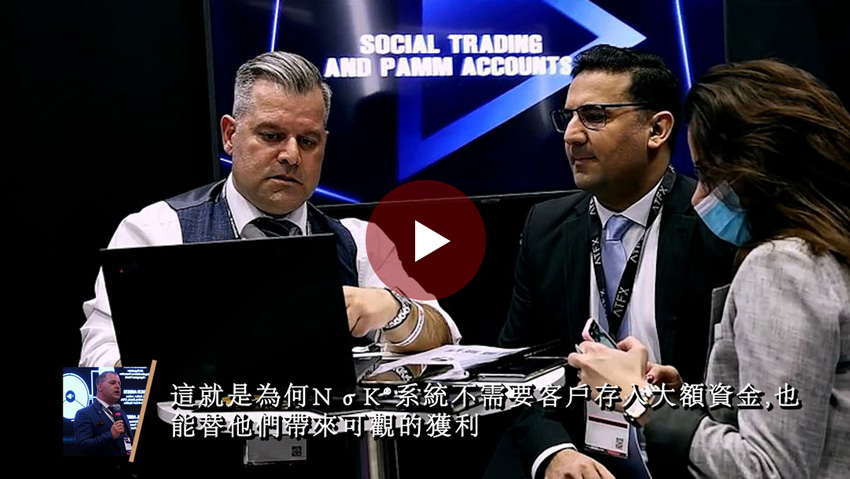 SOCIAL TRADING
AND PAMM ACCOUNTS
ATFX
ATFX
這就是為何NσK 系統不需要客戶存入大額資金,也
能替他們帶來可觀的獲利